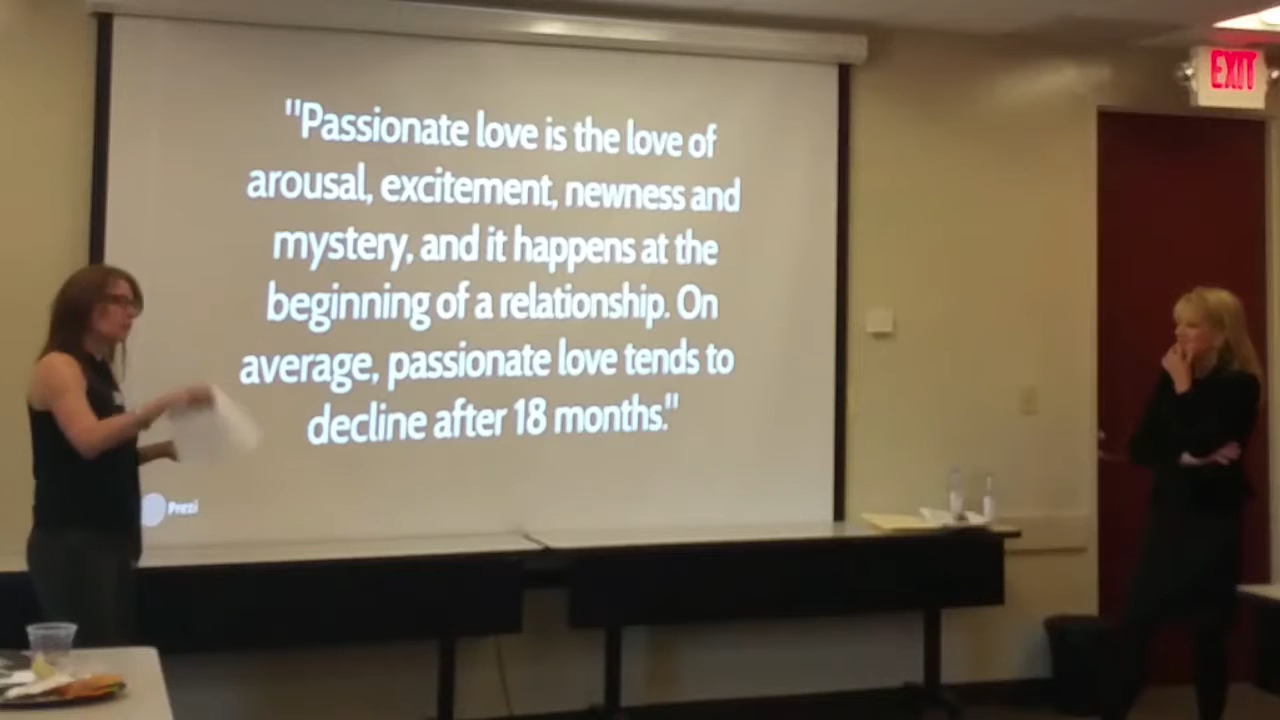 "Passionate love is the love of
arousal, excitement, newness and
mystery, and it happens at the
beginning of a relationship. On
average, passionate love tends to
decline after 18 months."
Prezi
EXIT